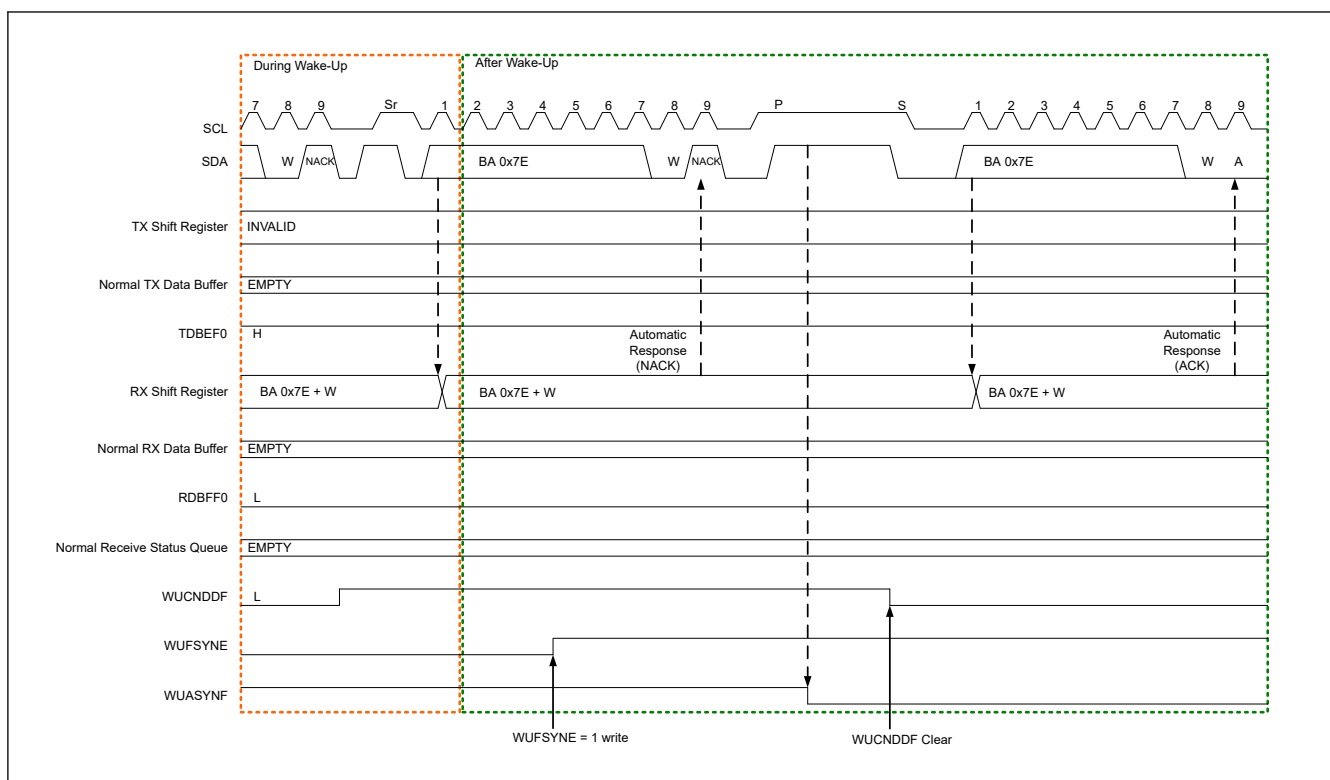 During Wake-Up
After Wake-Up
7 8 9 Sr 1 2 3 4 5 6 7 8 9 P S 1 2 3 4 5 6 7 8 9
SCL
SDA W NACK BA 0x7E W NACK BA 0x7E W A
TX Shift Register INVALID
Normal TX Data Buffer EMPTY
TDBEF0 H
Automatic
Response
(NACK)
Automatic
Response
(ACK)
RX Shift Register BA 0x7E + W BA 0x7E + W BA 0x7E + W
Normal RX Data Buffer EMPTY
RDBFF0 L
Normal Receive Status Queue EMPTY
WUCNDDF L
WUFSYNE
WUASYNF
WUFSYNE = 1 write
WUCNDDF Clear